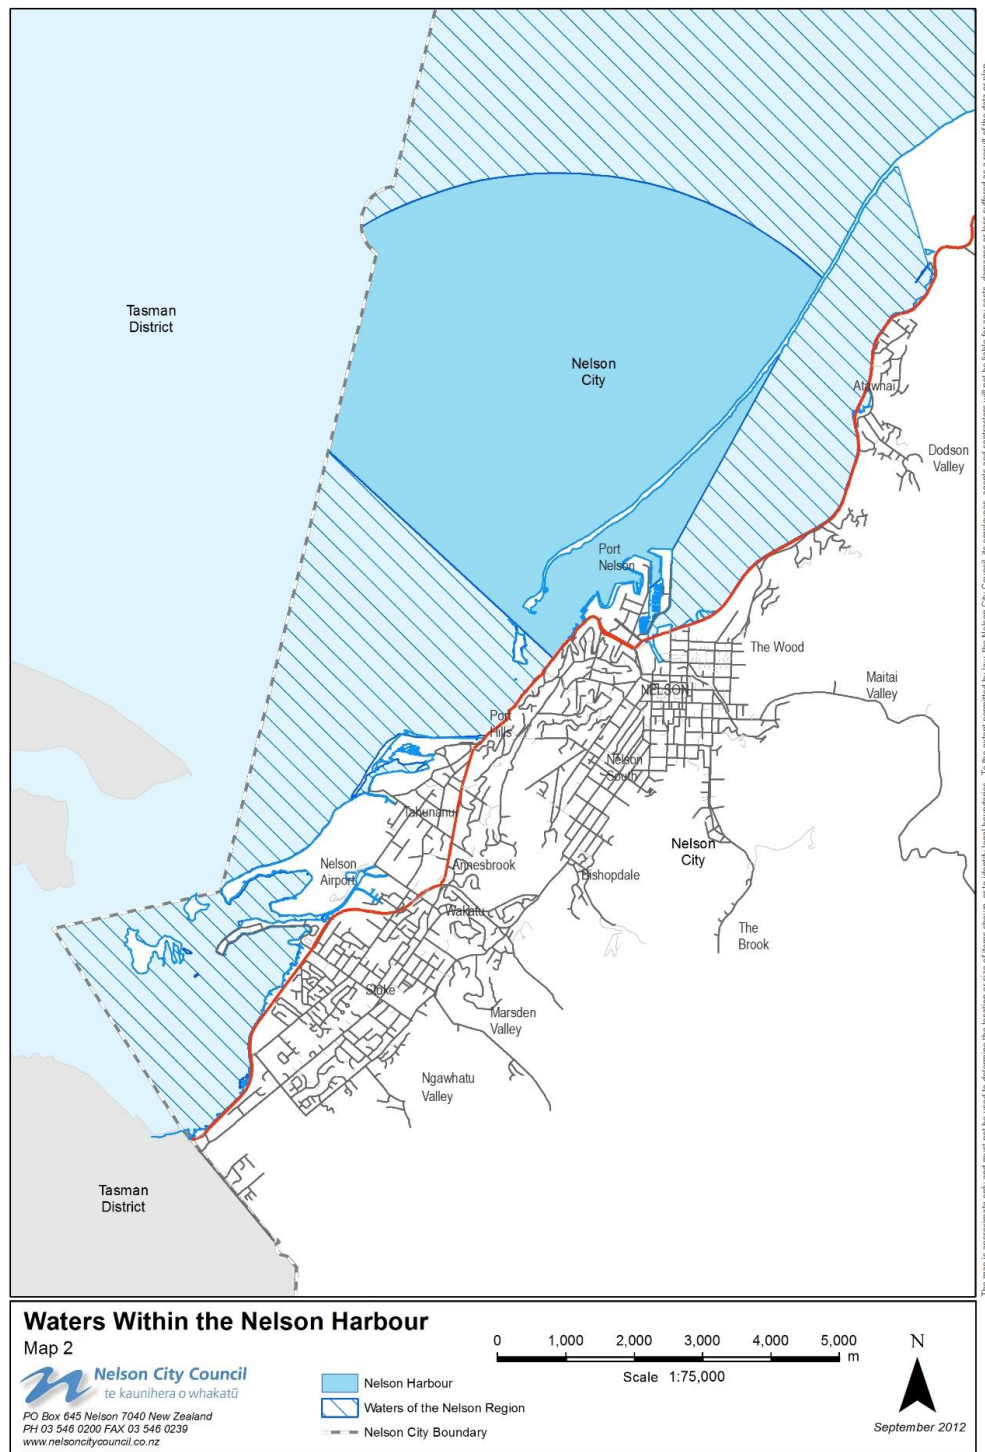 Tasman
District
Nelson
City
Atawhai
Dodson
Valley
Port
Nelson
The Wood
Maitai
Valley
NELSON
Port
Hills
Nelson
South
Tahunanui
Nelson
City
Nelson
Airport
Annesbrook
Bishopdale
Wakatu
The
Brook
Stoke
Marsden
Valley
Ngawhatu
Valley
Tasman
District
Waters Within the Nelson Harbour
Map 2
Nelson City Council
te kaunihera o whakatū
PO Box 645 Nelson 7040 New Zealand
PH 03 546 0200 FAX 03 546 0239
www.nelsoncitycouncil.co.nz
0 1,000 2,000 3,000 4,000 5,000
m
Scale 1:75,000
Nelson Harbour
Waters of the Nelson Region
Nelson City Boundary
N
September 2012